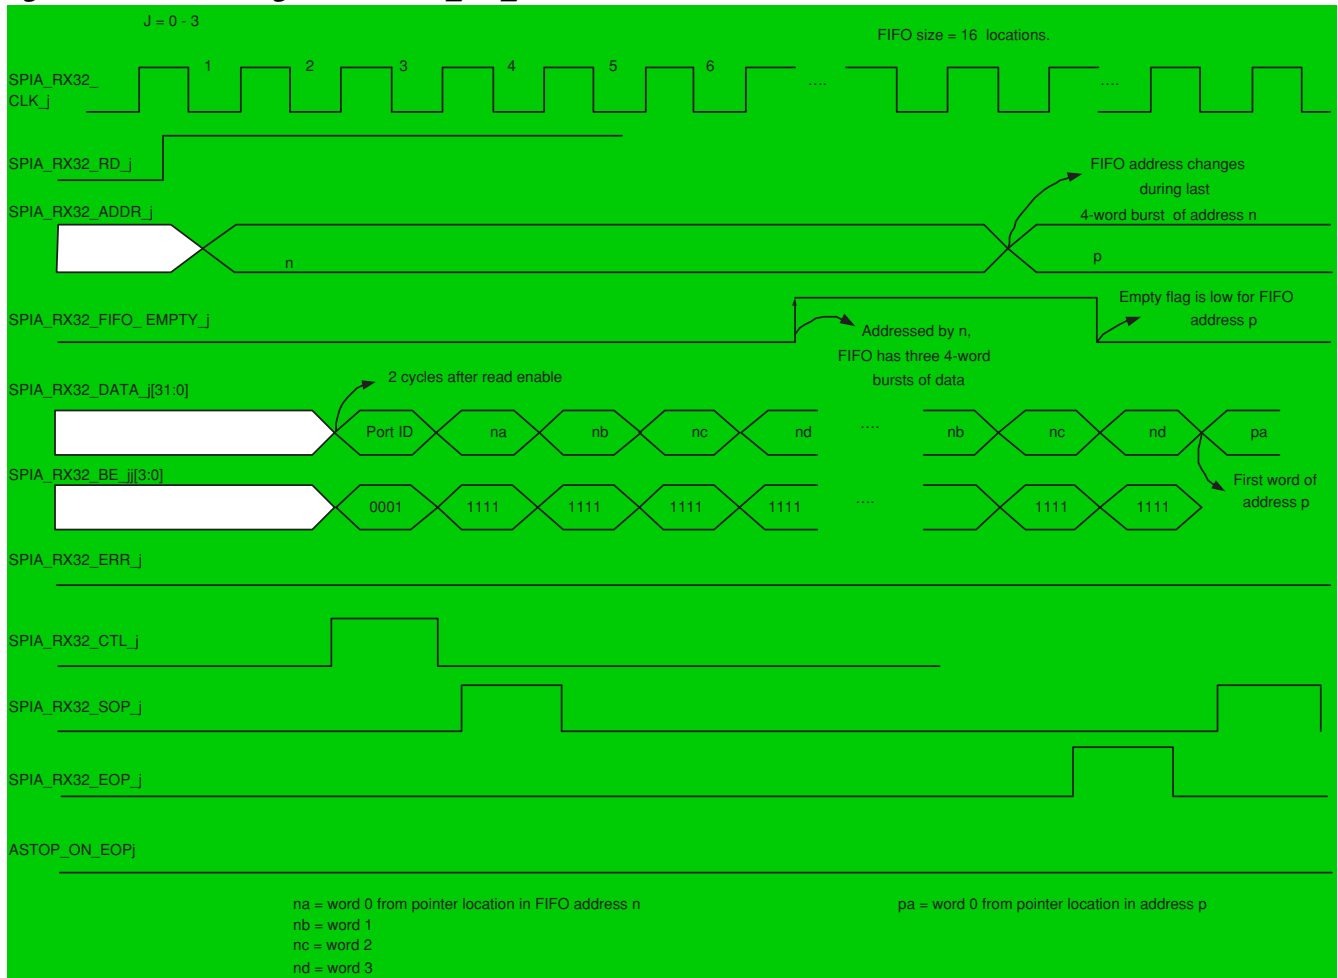 J = 0 - 3
FIFO size = 16 locations.
1 2 3 4 5 6
SPIA_RX32_
CLK_j
.... ....
SPIA_RX32_RD_j
FIFO address changes
during last
4-word burst of address n
SPIA_RX32_ADDR_j
n p
SPIA_RX32_FIFO_ EMPTY_j
Addressed by n,
FIFO has three 4-word
bursts of data
Empty flag is low for FIFO
address p
2 cycles after read enable
SPIA_RX32_DATA_j[31:0]
Port ID na nb nc nd .... nb nc nd pa
SPIA_RX32_BE_jj[3:0]
0001 1111 1111 1111 1111 .... 1111 1111
First word of
address p
SPIA_RX32_ERR_j
SPIA_RX32_CTL_j
SPIA_RX32_SOP_j
SPIA_RX32_EOP_j
ASTOP_ON_EOPj
na = word 0 from pointer location in FIFO address n
nb = word 1
nc = word 2
nd = word 3
pa = word 0 from pointer location in address p